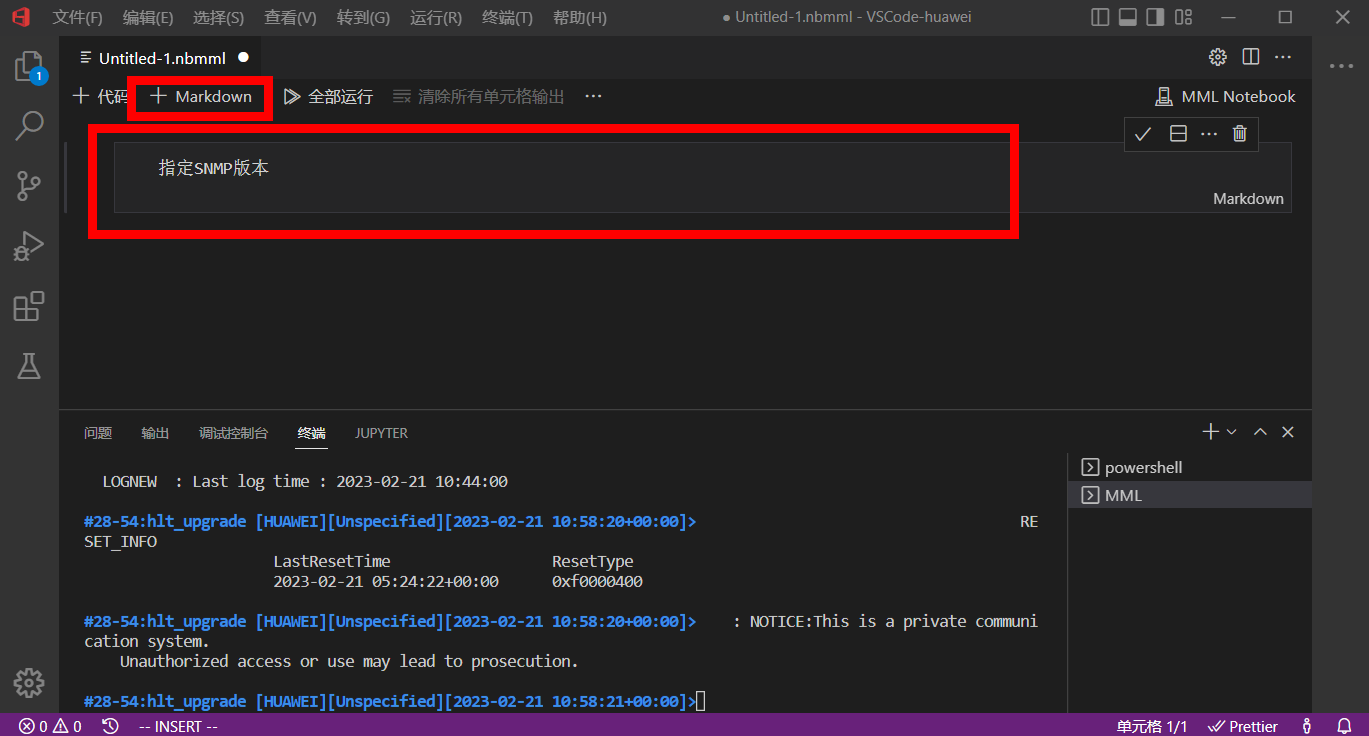 文件(F) 编辑(E) 选择(S) 查看(V) 转到(G) 运行(R) 终端(T) 帮助(H) ● Untitled-1.nbmml - VSCode-huawei
Untitled-1.nbmml ●
1
代码 Markdown 全部运行 清除所有单元格输出 ··· MML Notebook
指定SNMP版本
Markdown
问题 输出 调试控制台 终端 JUPYTER
powershell
MML
LOGNEW : Last log time : 2023-02-21 10:44:00
#28-54:hlt_upgrade [HUAWEI][Unspecified][2023-02-21 10:58:20+00:00]> RE
SET_INFO
LastResetTime ResetType
2023-02-21 05:24:22+00:00 0xf0000400
#28-54:hlt_upgrade [HUAWEI][Unspecified][2023-02-21 10:58:20+00:00]> : NOTICE:This is a private communi
cation system.
Unauthorized access or use may lead to prosecution.
#28-54:hlt_upgrade [HUAWEI][Unspecified][2023-02-21 10:58:21+00:00]>
0 0 -- INSERT -- 单元格 1/1 Prettier